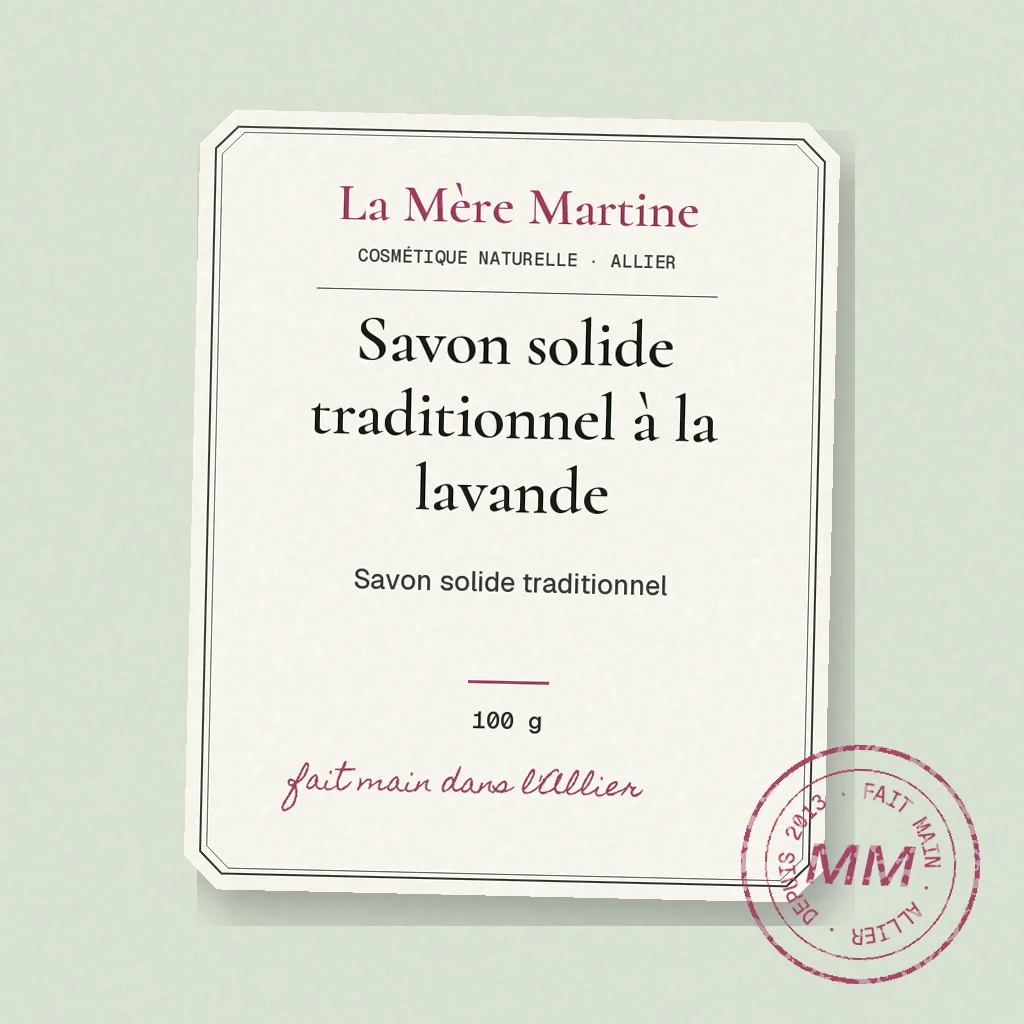 La Mère Martine
COSMÉTIQUE NATURELLE · ALLIER
Savon solide
traditionnel à la
lavande
Savon solide traditionnel
100 g
fait main dans l'Allier
DEPUIS 2013 · FAIT MAIN · ALLIER ·
MM